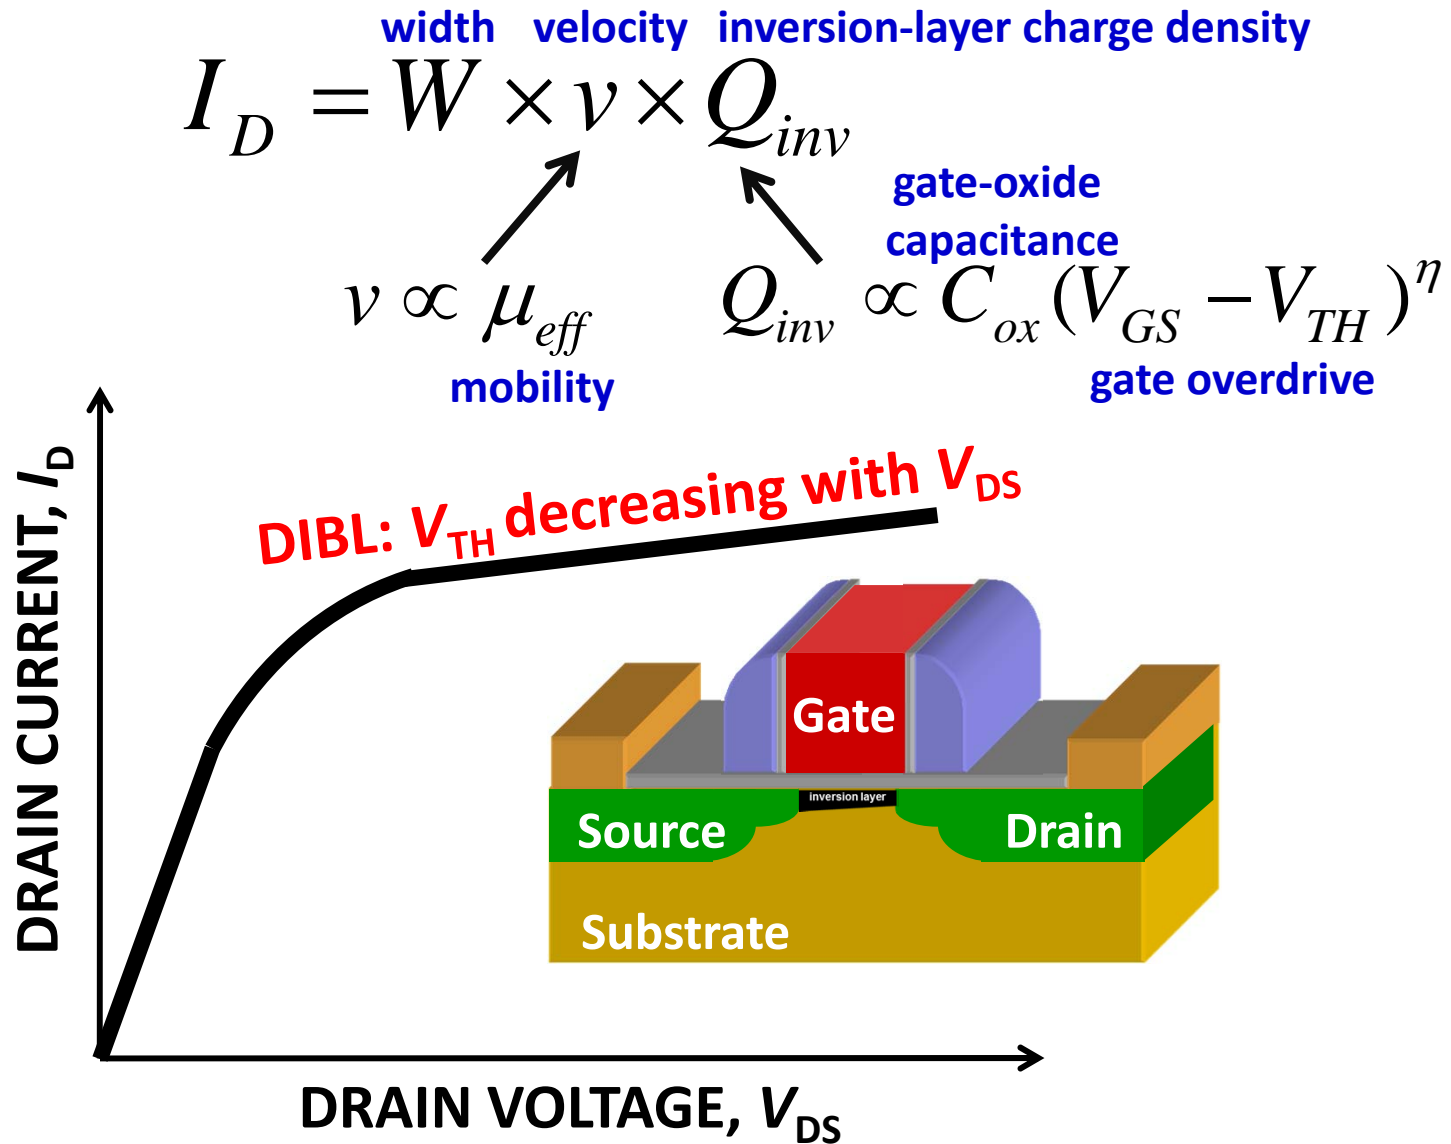 width velocity inversion-layer charge density
I_D = W × v × Q_inv
gate-oxide
capacitance
v ∝ μ_eff Q_inv ∝ C_ox (V_GS − V_TH)^η
mobility gate overdrive
DRAIN CURRENT, I_D
DIBL: V_TH decreasing with V_DS
Gate
inversion layer
Source Drain
Substrate
DRAIN VOLTAGE, V_DS